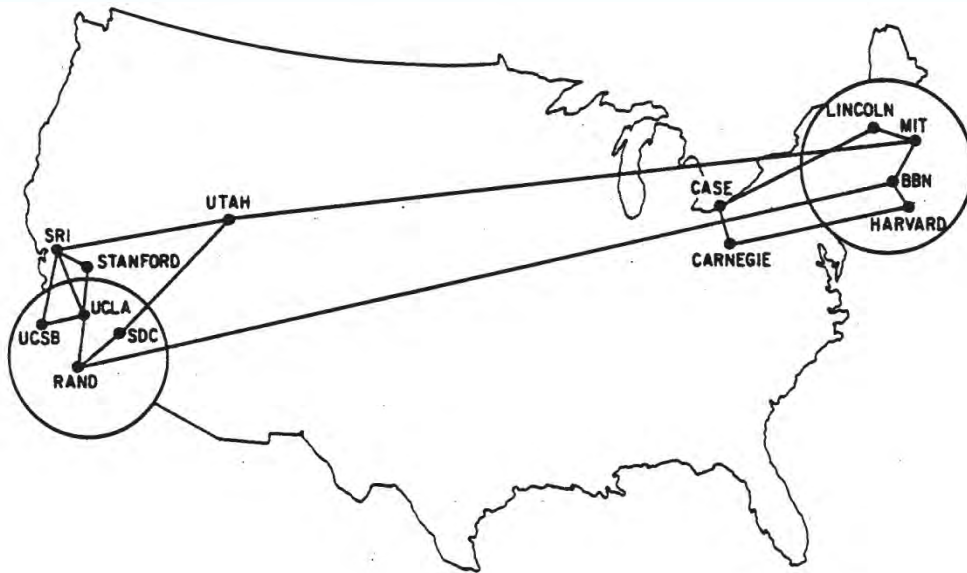 LINCOLN
MIT
CASE
BBN
UTAH
HARVARD
SRI
CARNEGIE
STANFORD
UCLA
UCSB
SDC
RAND